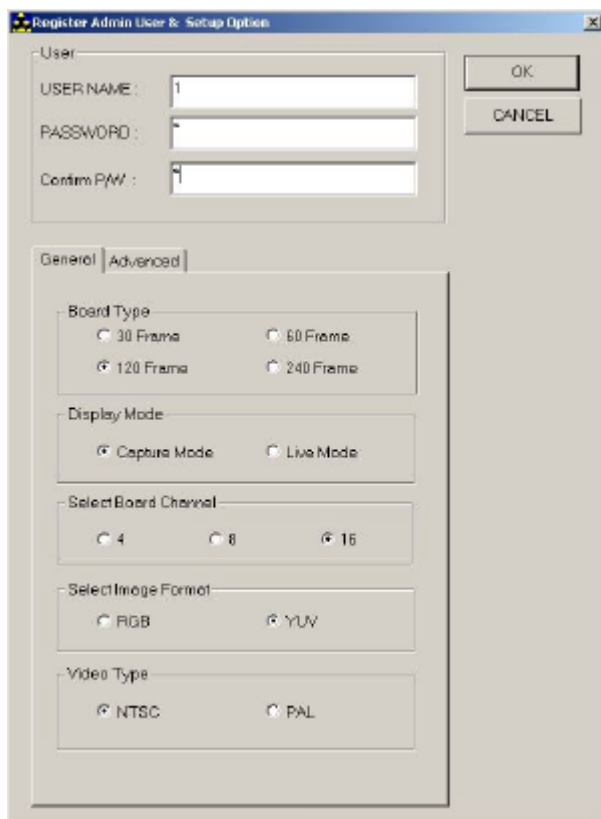 Register Admin User & Setup Option
User
USER NAME : 1
PASSWORD : *
Confirm P/W : *
OK
CANCEL
General Advanced
Board Type
30 Frame 60 Frame
120 Frame 240 Frame
Display Mode
Capture Mode Live Mode
Select Board Channel
4 8 16
Select Image Format
RGB YUV
Video Type
NTSC PAL